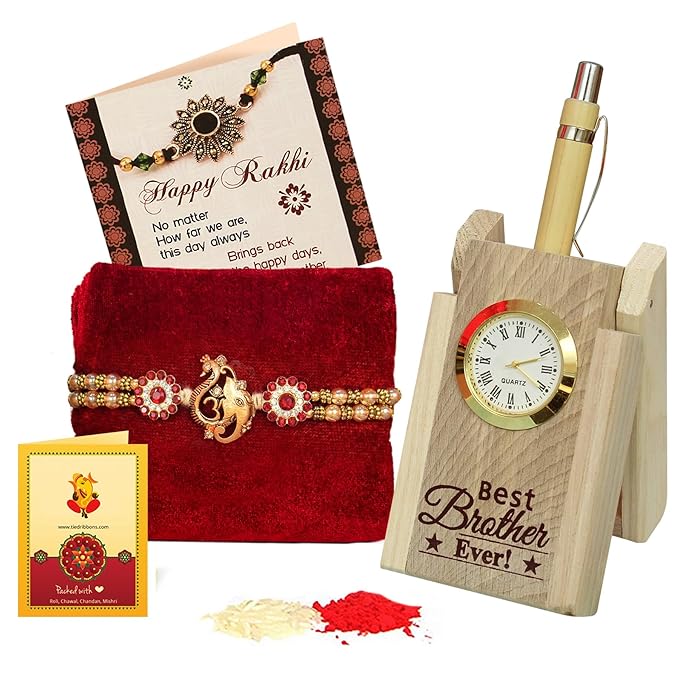 Happy Rakhi
No matter
How far we are,
this day always
Brings back
the happy days,
XII
QUARTZ
Best
Brother
Ever!
www.tiedribbons.com
Packed with
Roli, Chawal, Chandan, Mishri